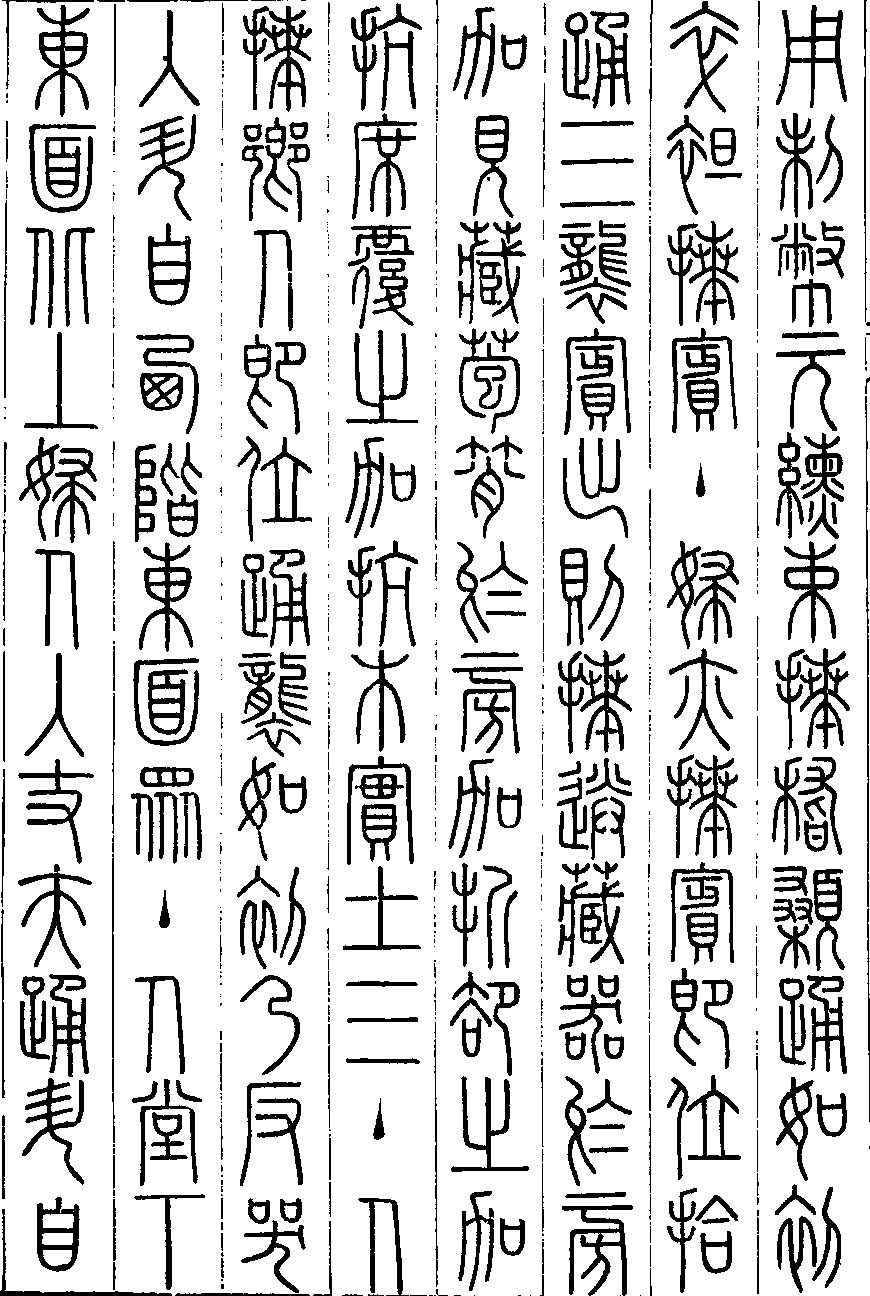 用制幣玄纁束拜稽顙踊如初
卒袒拜賓主婦亦拜賓即位拾
踊三襲賓出則拜送藏器於旁
加見藏苞筲於旁加折卻之加
抗席覆之加抗木實土三主人
拜鄉人即位踊襲如初乃反哭
入升自西階東面眾主人堂下
東面北上婦人入丈夫踊升自